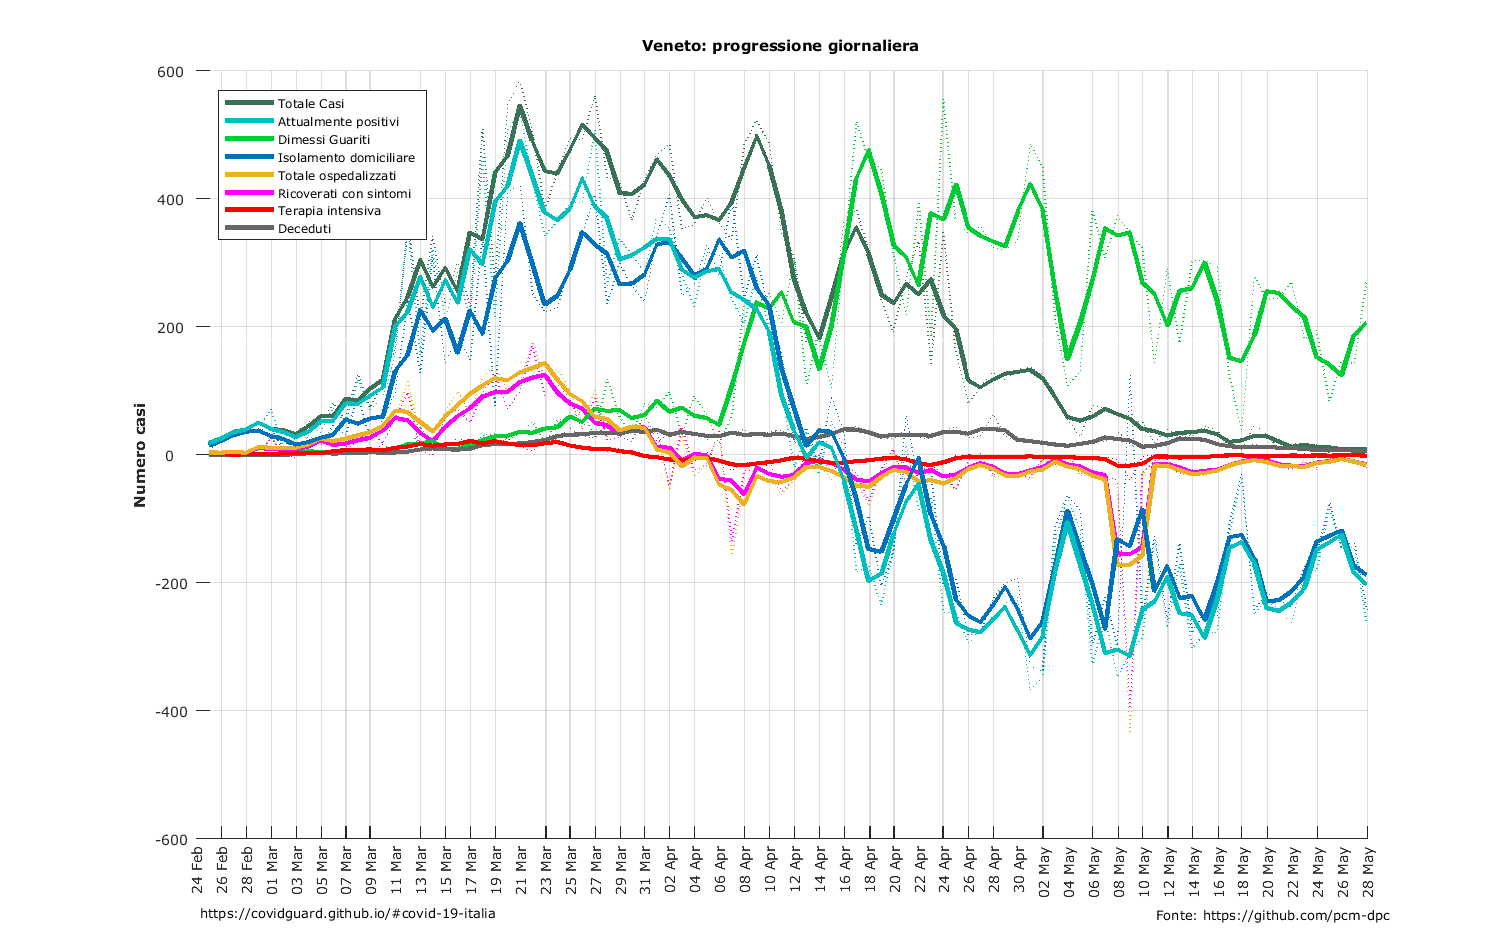 Veneto: progressione giornaliera
600
400
200
0
-200
-400
-600
Numero casi
Totale Casi
Attualmente positivi
Dimessi Guariti
Isolamento domiciliare
Totale ospedalizzati
Ricoverati con sintomi
Terapia intensiva
Deceduti
24 Feb
26 Feb
28 Feb
01 Mar
03 Mar
05 Mar
07 Mar
09 Mar
11 Mar
13 Mar
15 Mar
17 Mar
19 Mar
21 Mar
23 Mar
25 Mar
27 Mar
29 Mar
31 Mar
02 Apr
04 Apr
06 Apr
08 Apr
10 Apr
12 Apr
14 Apr
16 Apr
18 Apr
20 Apr
22 Apr
24 Apr
26 Apr
28 Apr
30 Apr
02 May
04 May
06 May
08 May
10 May
12 May
14 May
16 May
18 May
20 May
22 May
24 May
26 May
28 May
https://covidguard.github.io/#covid-19-italia
Fonte: https://github.com/pcm-dpc